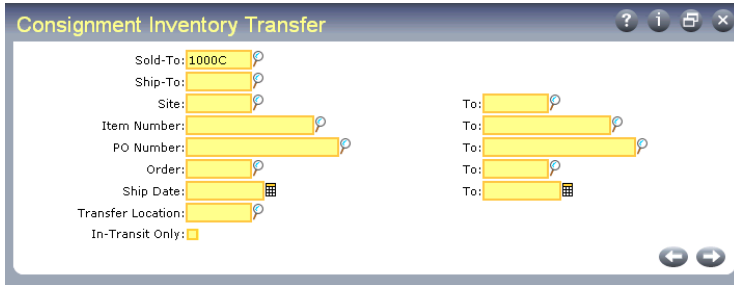 Consignment Inventory Transfer
Sold-To: 1000C
Ship-To:
Site: To:
Item Number: To:
PO Number: To:
Order: To:
Ship Date: To:
Transfer Location:
In-Transit Only: